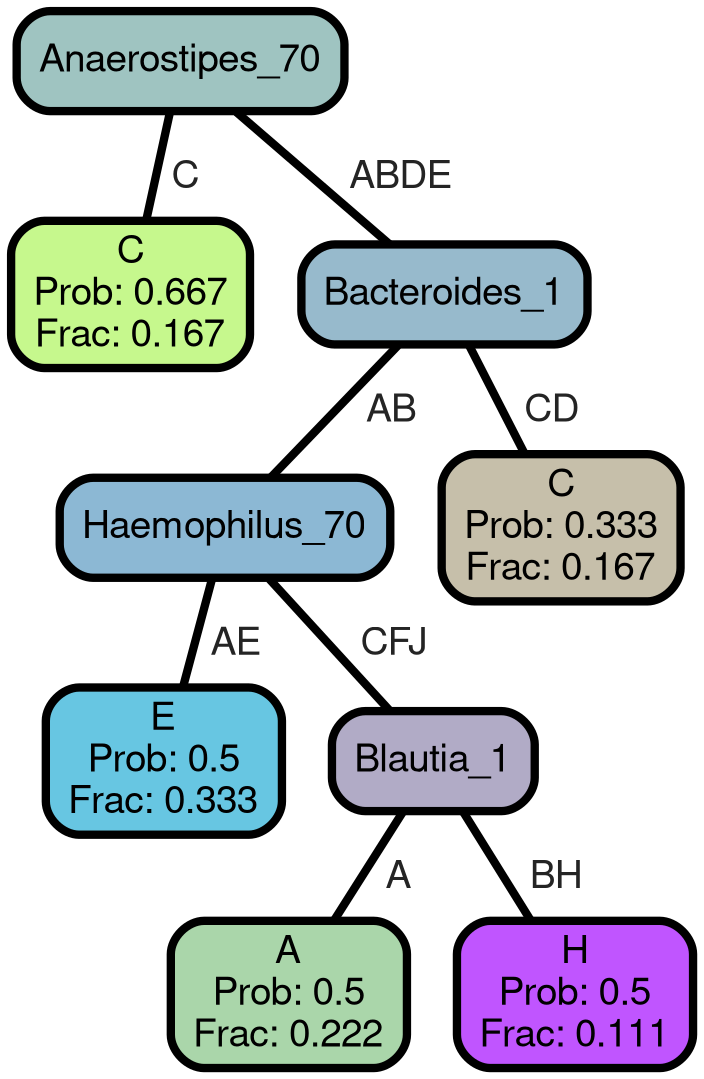 Anaerostipes_70
C
ABDE
C
Prob: 0.667
Frac: 0.167
Bacteroides_1
AB
CD
Haemophilus_70
C
Prob: 0.333
Frac: 0.167
AE
CFJ
E
Prob: 0.5
Frac: 0.333
Blautia_1
A
BH
A
Prob: 0.5
Frac: 0.222
H
Prob: 0.5
Frac: 0.111